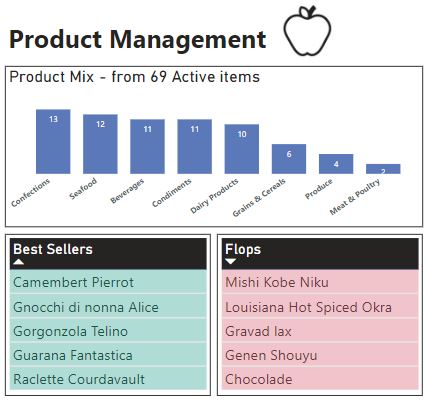 Product Management
Product Mix - from 69 Active items
13
12
11
11
10
6
4
2
Confections
Seafood
Beverages
Condiments
Dairy Products
Grains & Cereals
Produce
Meat & Poultry
Best Sellers
Camembert Pierrot
Gnocchi di nonna Alice
Gorgonzola Telino
Guarana Fantastica
Raclette Courdavault
Flops
Mishi Kobe Niku
Louisiana Hot Spiced Okra
Gravad lax
Genen Shouyu
Chocolade